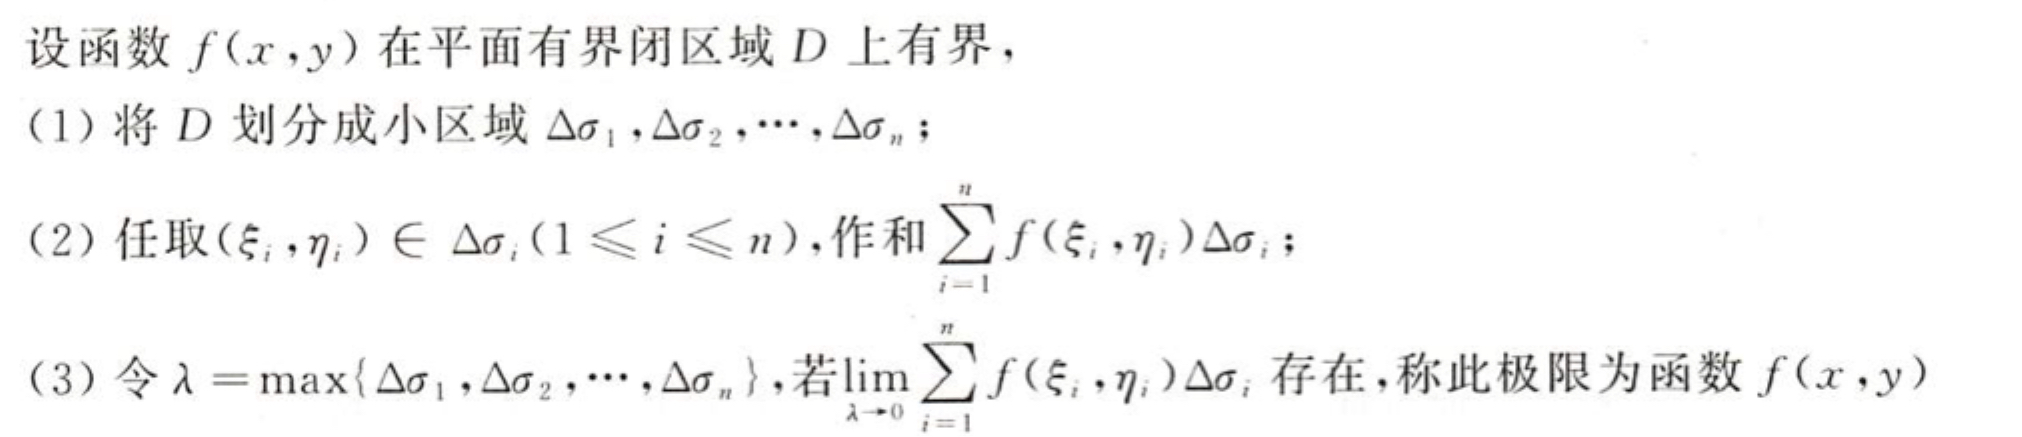 设函数 f(x,y) 在平面有界闭区域 D 上有界,
(1) 将 D 划分成小区域 Δσ₁,Δσ₂,⋯,Δσₙ;
(2) 任取(ξᵢ,ηᵢ) ∈ Δσᵢ(1 ⩽ i ⩽ n),作和 ∑_{i=1}^{n} f(ξᵢ,ηᵢ)Δσᵢ;
(3) 令 λ = max{Δσ₁,Δσ₂,⋯,Δσₙ},若 lim_{λ→0} ∑_{i=1}^{n} f(ξᵢ,ηᵢ)Δσᵢ 存在,称此极限为函数 f(x,y)